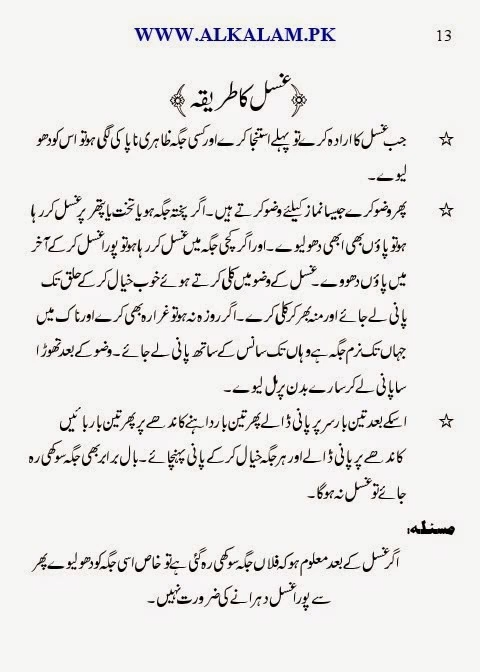 WWW.ALKALAM.PK
13
﴿غسل کا طریقہ﴾
☆ جب غسل کا ارادہ کرے تو پہلے استنجا کرے اور کسی جگہ ظاہری ناپاکی لگی ہو تو اس کو دھو
لیوے۔
☆ پھر وضو کرے جیسا نماز کیلئے وضو کرتے ہیں۔ اگر پختہ جگہ ہو یا تخت یا پتھر پر غسل کر رہا
ہو تو پاؤں بھی ابھی دھو لیوے۔ اور اگر کچی جگہ میں غسل کر رہا ہو تو پورا غسل کر کے آخر
میں پاؤں دھووے۔ غسل کے وضو میں کلی کرتے ہوئے خوب خیال کر کے حلق تک
پانی لے جائے اور منہ بھر کر کلی کرے۔ اگر روزہ نہ ہو تو غرارہ بھی کرے اور ناک میں
جہاں تک نرم جگہ ہے وہاں تک سانس کے ساتھ پانی لے جائے۔ وضو کے بعد تھوڑا
سا پانی لے کر سارے بدن پر مل لیوے۔
☆ اسکے بعد تین بار سر پر پانی ڈالے پھر تین بار داہنے کاندھے پر پھر تین بار بائیں
کاندھے پر پانی ڈالے اور ہر جگہ خیال کر کے پانی پہنچائے۔ بال برابر بھی جگہ سوکھی رہ
جائے تو غسل نہ ہوگا۔
مسئلہ:
اگر غسل کے بعد معلوم ہو کہ فلاں جگہ سوکھی رہ گئی ہے تو خاص اسی جگہ کو دھو لیوے پھر
سے پورا غسل دہرانے کی ضرورت نہیں۔